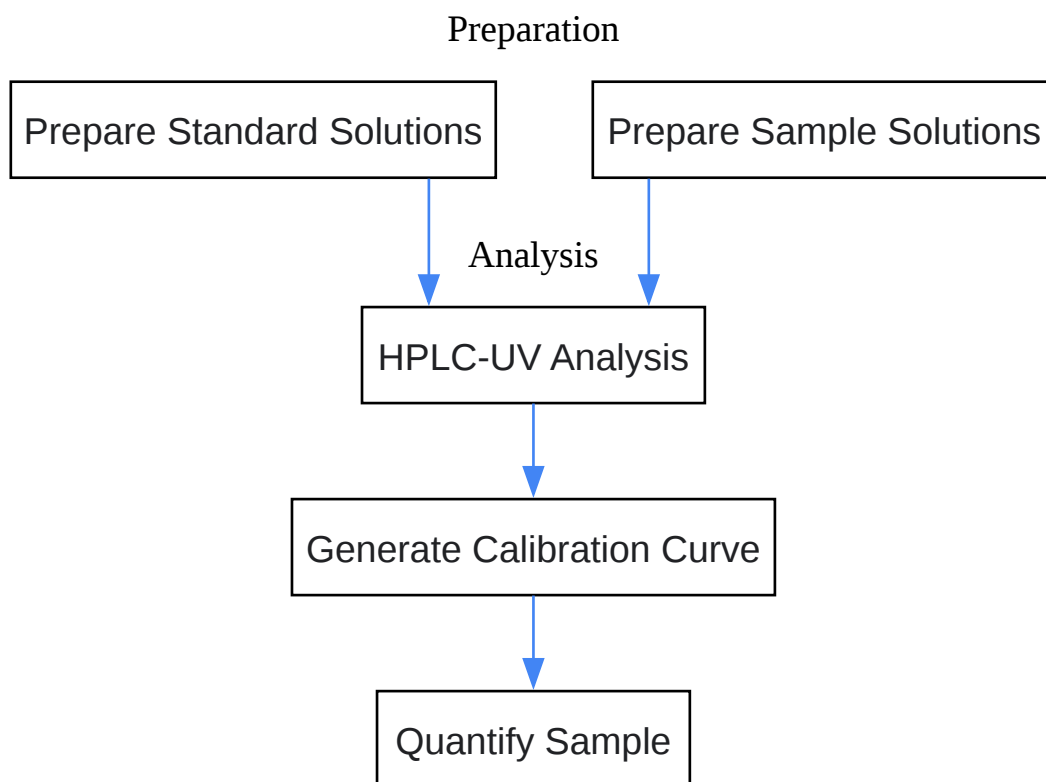 Preparation
Prepare Standard Solutions
Prepare Sample Solutions
Analysis
HPLC-UV Analysis
Generate Calibration Curve
Quantify Sample